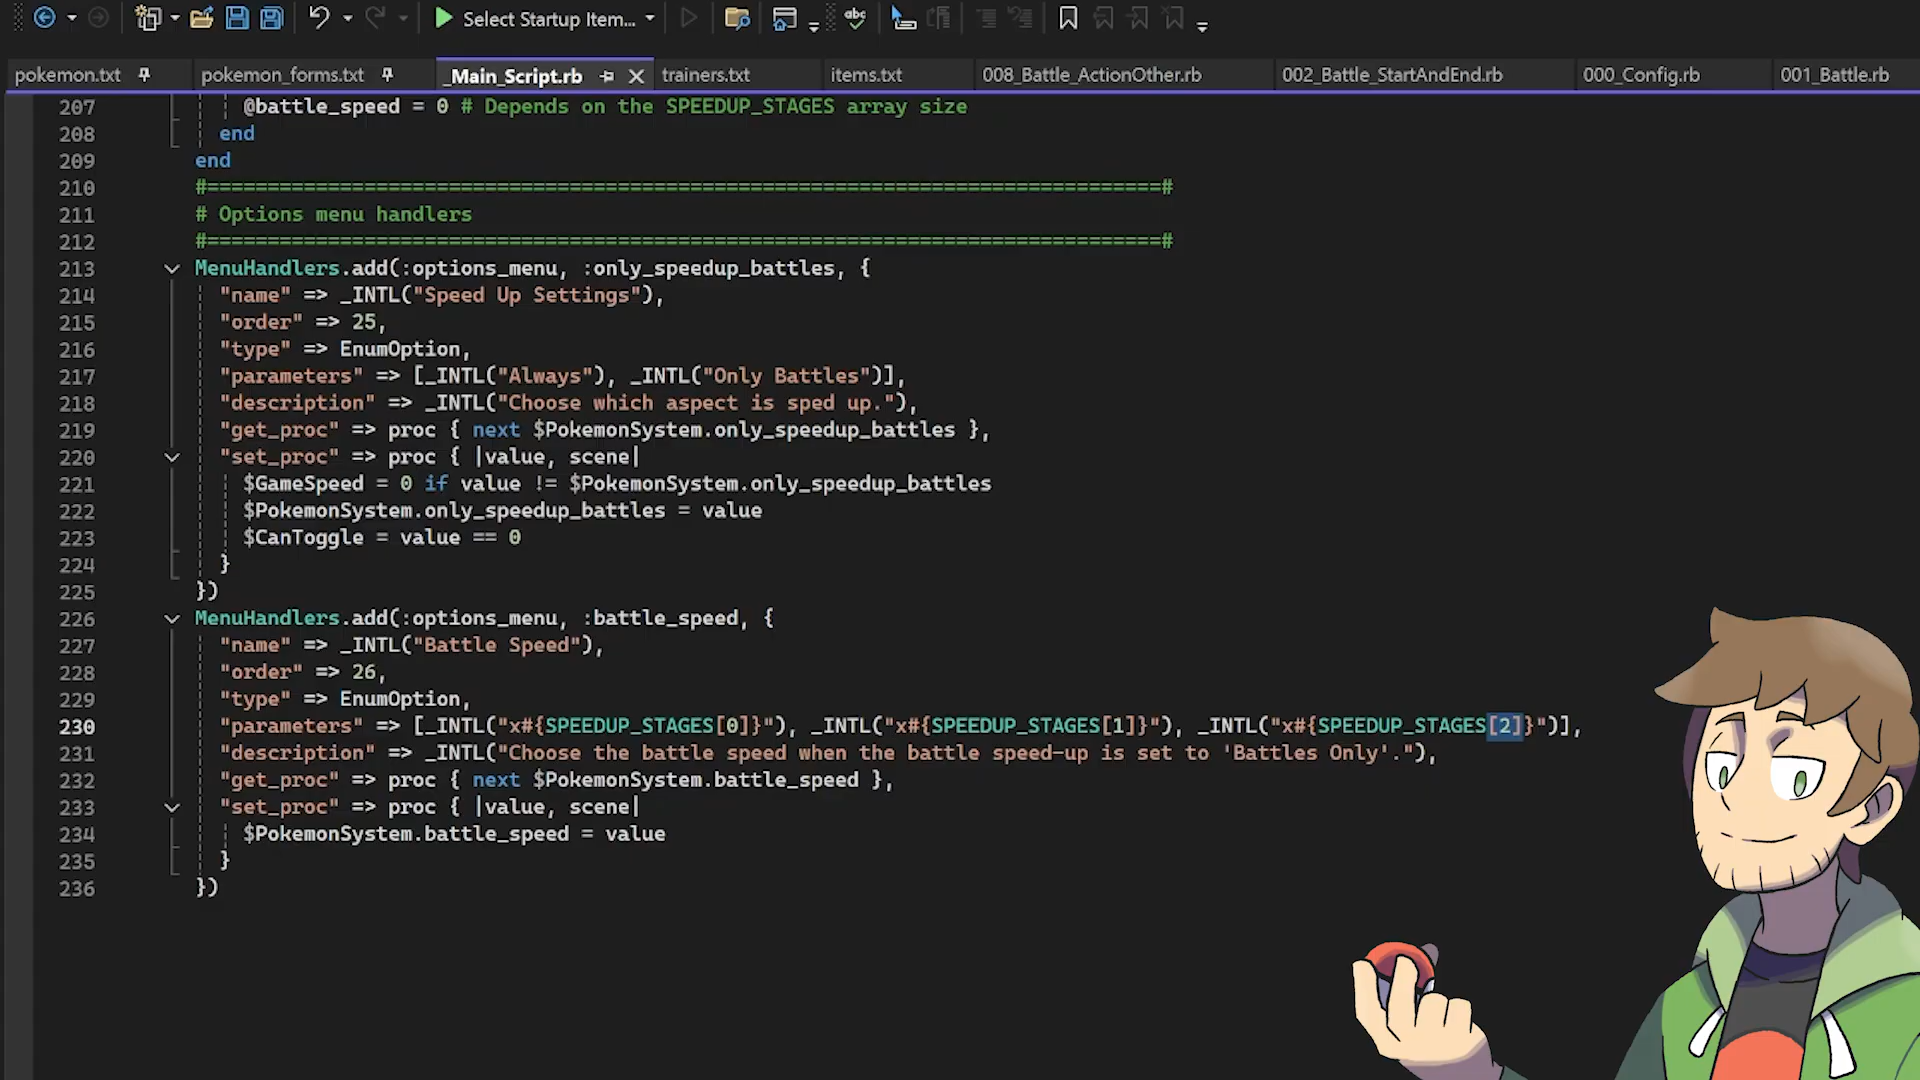 Select Startup Item...
abc
pokemon.txt pokemon_forms.txt _Main_Script.rb trainers.txt items.txt 008_Battle_ActionOther.rb 002_Battle_StartAndEnd.rb 000_Config.rb 001_Battle.rb
207 @battle_speed = 0 # Depends on the SPEEDUP_STAGES array size
208 end
209 end
210 #===============================================================================#
211 # Options menu handlers
212 #===============================================================================#
213 MenuHandlers.add(:options_menu, :only_speedup_battles, {
214 "name" => _INTL("Speed Up Settings"),
215 "order" => 25,
216 "type" => EnumOption,
217 "parameters" => [_INTL("Always"), _INTL("Only Battles")],
218 "description" => _INTL("Choose which aspect is sped up."),
219 "get_proc" => proc { next $PokemonSystem.only_speedup_battles },
220 "set_proc" => proc { |value, scene|
221 $GameSpeed = 0 if value != $PokemonSystem.only_speedup_battles
222 $PokemonSystem.only_speedup_battles = value
223 $CanToggle = value == 0
224 }
225 })
226 MenuHandlers.add(:options_menu, :battle_speed, {
227 "name" => _INTL("Battle Speed"),
228 "order" => 26,
229 "type" => EnumOption,
230 "parameters" => [_INTL("x#{SPEEDUP_STAGES[0]}"), _INTL("x#{SPEEDUP_STAGES[1]}"), _INTL("x#{SPEEDUP_STAGES[2]}")],
231 "description" => _INTL("Choose the battle speed when the battle speed-up is set to 'Battles Only'."),
232 "get_proc" => proc { next $PokemonSystem.battle_speed },
233 "set_proc" => proc { |value, scene|
234 $PokemonSystem.battle_speed = value
235 }
236 })